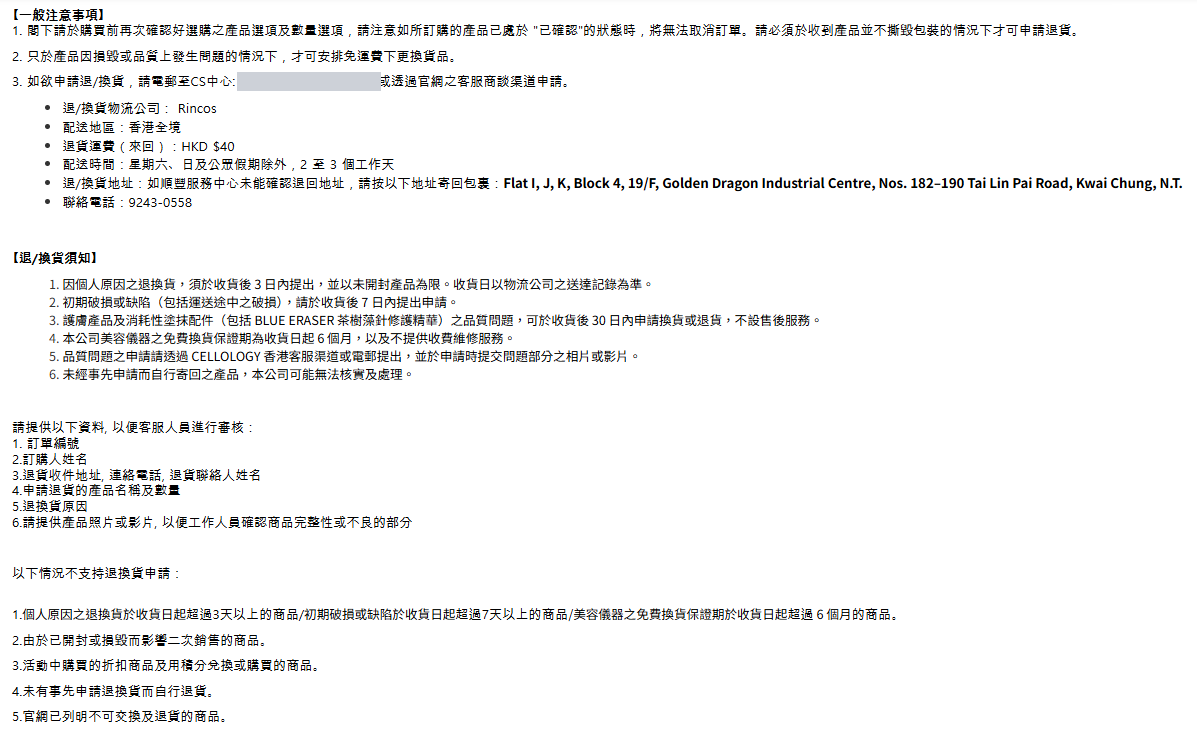 【一般注意事項】
1. 閣下請於購買前再次確認好選購之產品選項及數量選項，請注意如所訂購的產品已處於 "已確認"的狀態時，將無法取消訂單。請必須於收到產品並不撕毀包裝的情況下才可申請退貨。
2. 只於產品因損毀或品質上發生問題的情況下，才可安排免運費下更換貨品。
3. 如欲申請退/換貨，請電郵至CS中心: 或透過官網之客服商談渠道申請。
• 退/換貨物流公司： Rincos
• 配送地區：香港全境
• 退貨運費（來回）：HKD $40
• 配送時間：星期六、日及公眾假期除外，2 至 3 個工作天
• 退/換貨地址：如順豐服務中心未能確認退回地址，請按以下地址寄回包裏：Flat I, J, K, Block 4, 19/F, Golden Dragon Industrial Centre, Nos. 182–190 Tai Lin Pai Road, Kwai Chung, N.T.
• 聯絡電話：9243-0558
【退/換貨須知】
1. 因個人原因之退換貨，須於收貨後 3 日內提出，並以未開封產品為限。收貨日以物流公司之送達記錄為準。
2. 初期破損或缺陷（包括運送途中之破損），請於收貨後 7 日內提出申請。
3. 護膚產品及消耗性塗抹配件（包括 BLUE ERASER 茶樹藻針修護精華）之品質問題，可於收貨後 30 日內申請換貨或退貨，不設售後服務。
4. 本公司美容儀器之免費換貨保證期為收貨日起 6 個月，以及不提供收費維修服務。
5. 品質問題之申請請透過 CELLOLOGY 香港客服渠道或電郵提出，並於申請時提交問題部分之相片或影片。
6. 未經事先申請而自行寄回之產品，本公司可能無法核實及處理。
請提供以下資料, 以便客服人員進行審核：
1. 訂單編號
2.訂購人姓名
3.退貨收件地址, 連絡電話, 退貨聯絡人姓名
4.申請退貨的產品名稱及數量
5.退換貨原因
6.請提供產品照片或影片, 以便工作人員確認商品完整性或不良的部分
以下情況不支持退換貨申請：
1.個人原因之退換貨於收貨日起超過3天以上的商品/初期破損或缺陷於收貨日起超過7天以上的商品/美容儀器之免費換貨保證期於收貨日起超過 6 個月的商品。
2.由於已開封或損毀而影響二次銷售的商品。
3.活動中購買的折扣商品及用積分兌換或購買的商品。
4.未有事先申請退換貨而自行退貨。
5.官網已列明不可交換及退貨的商品。